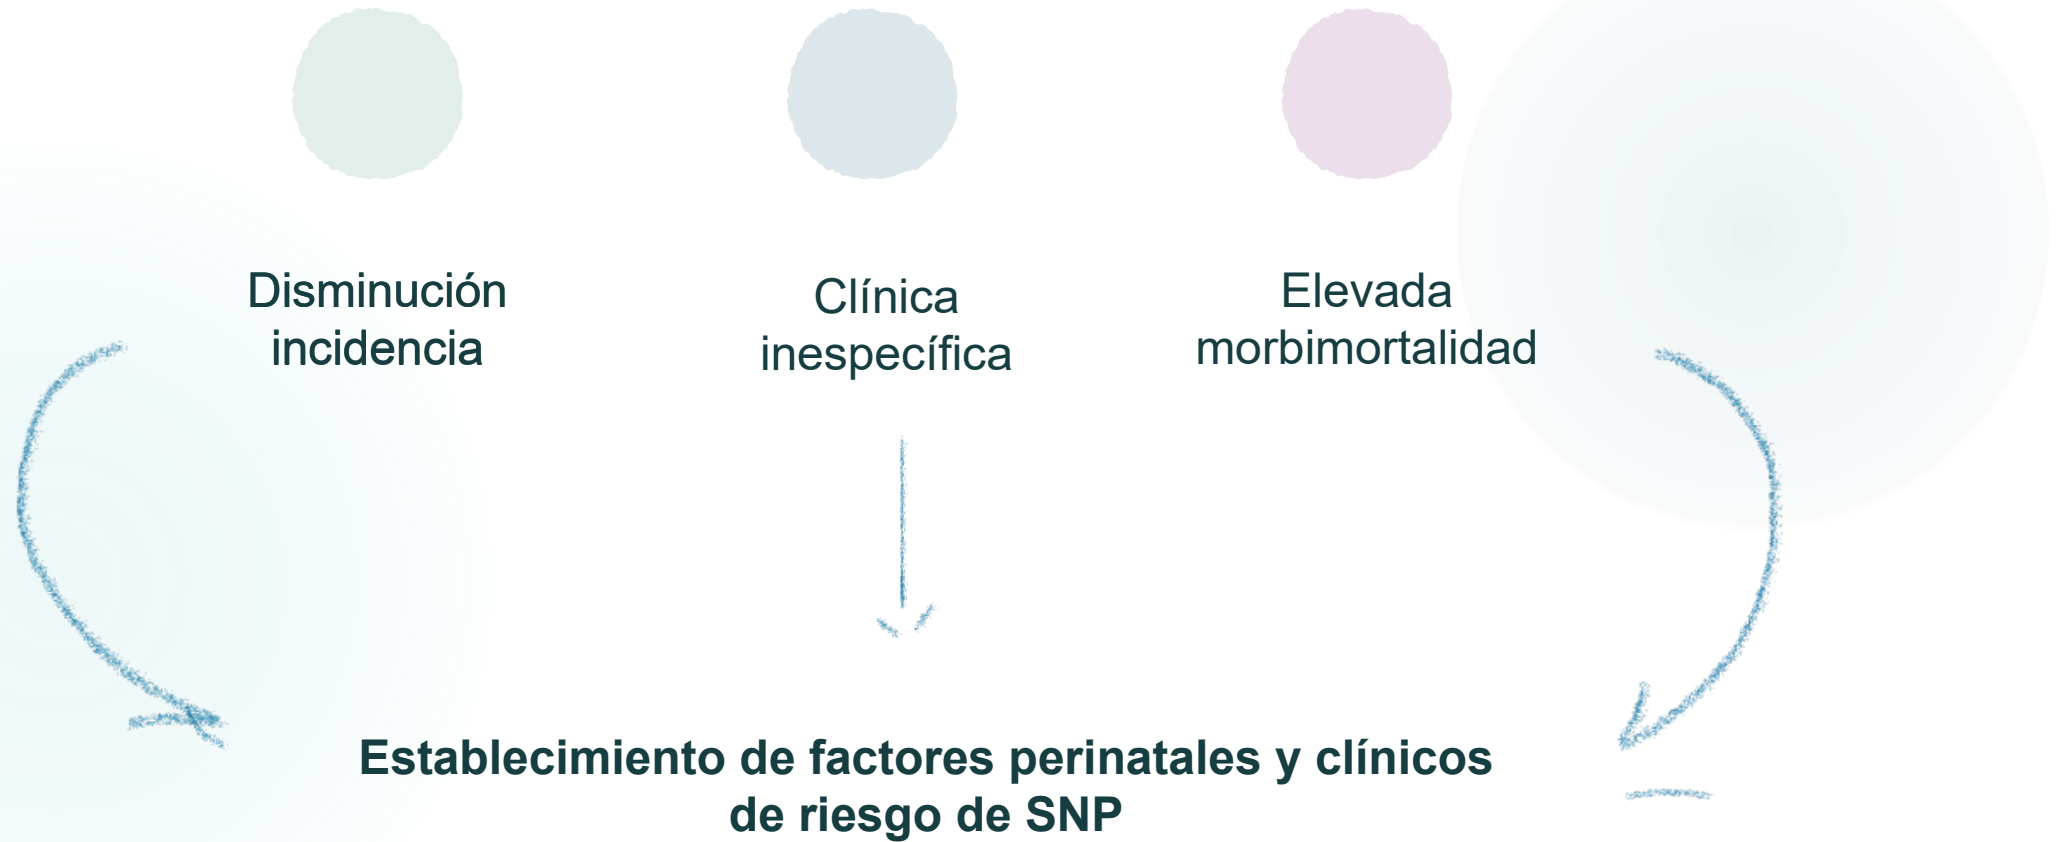 Disminución
incidencia
Clínica
inespecífica
Elevada
morbimortalidad
Establecimiento de factores perinatales y clínicos
de riesgo de SNP